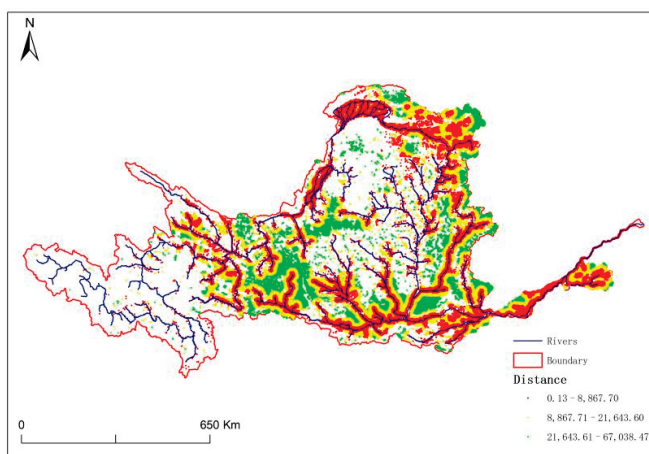 N
Rivers
Boundary
Distance
0.13 - 8,867.70
8,867.71 - 21,643.60
21,643.61 - 67,038.47
0
650 Km